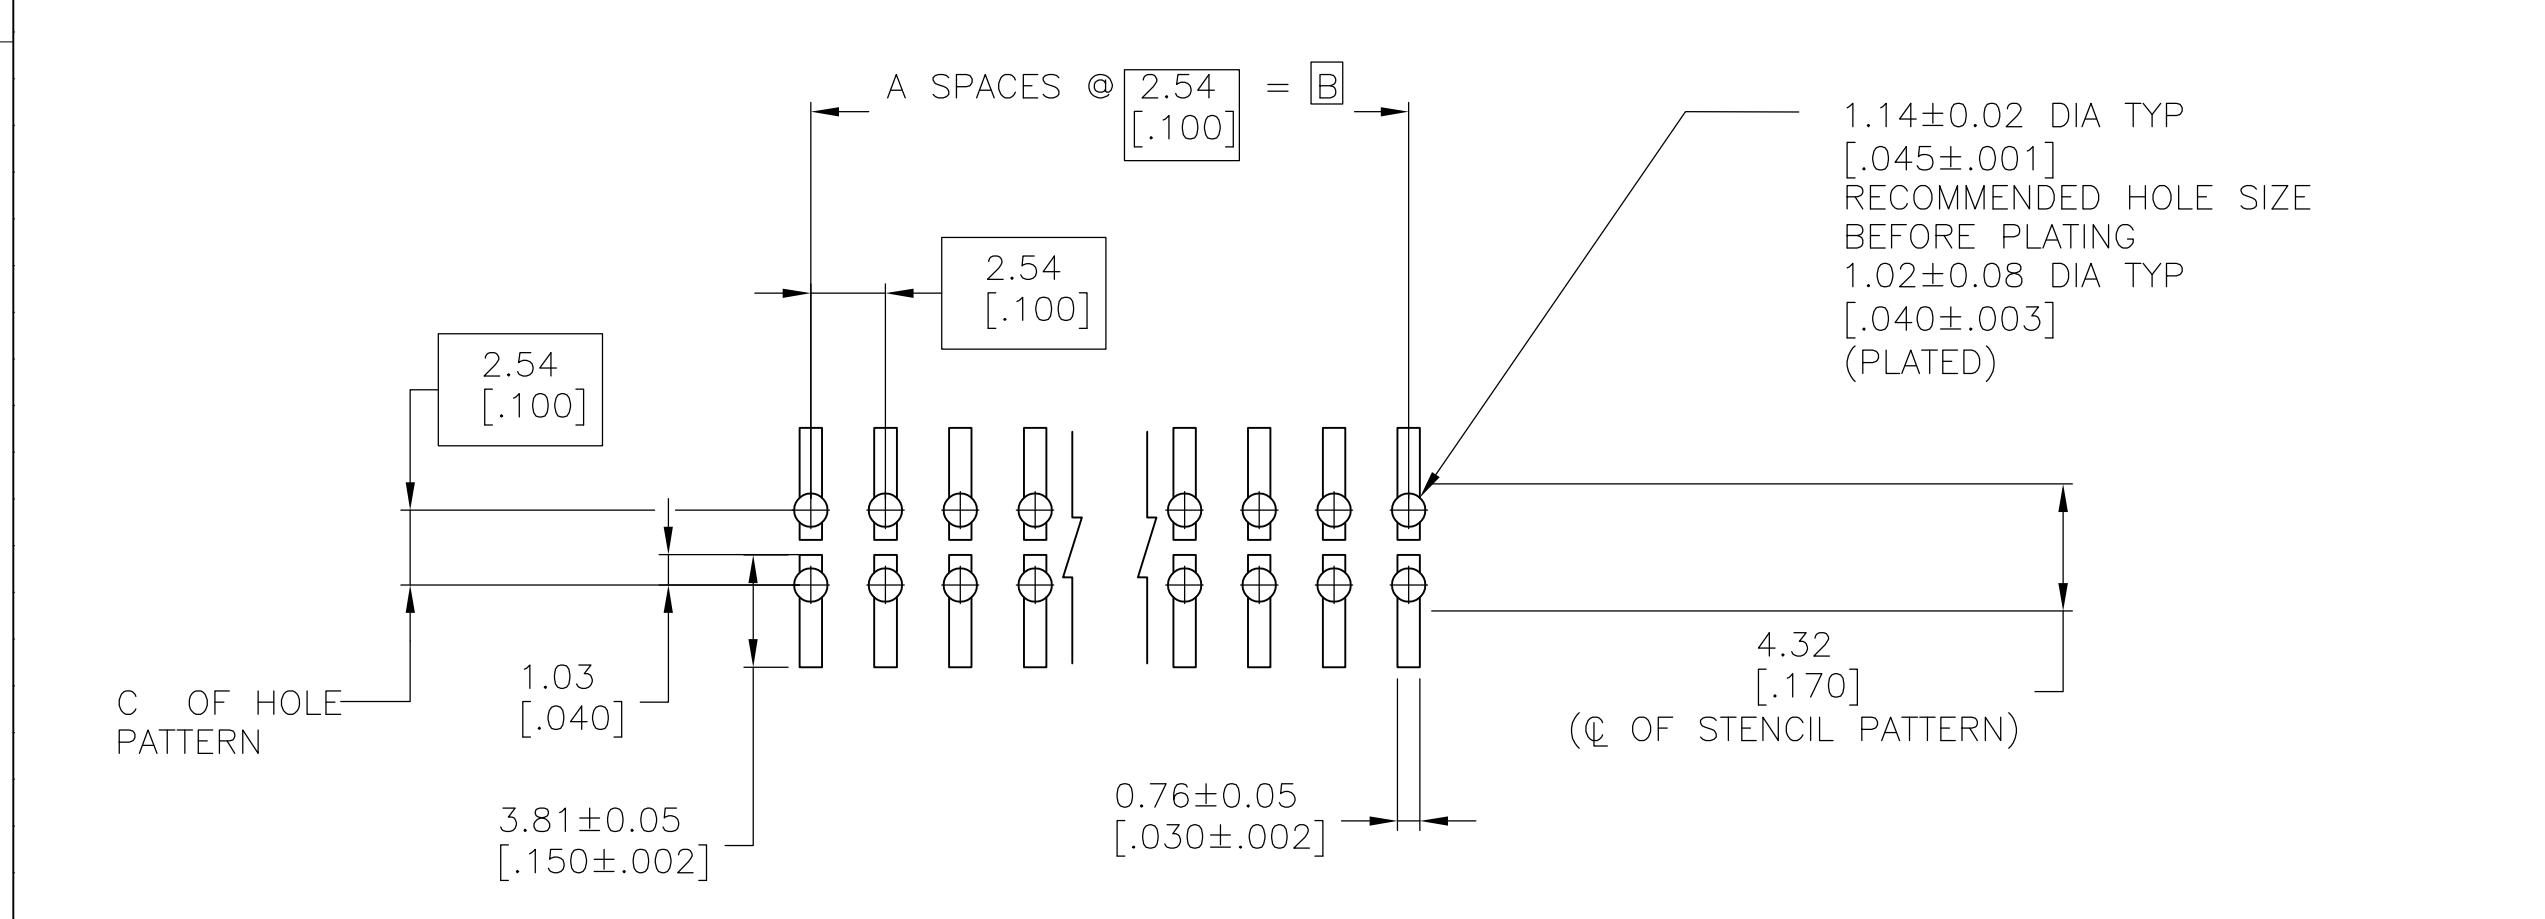 A SPACES @ 2.54 = B
[.100]
1.14±0.02 DIA TYP
[.045±.001]
RECOMMENDED HOLE SIZE
BEFORE PLATING
1.02±0.08 DIA TYP
[.040±.003]
(PLATED)
2.54
[.100]
2.54
[.100]
C OF HOLE
PATTERN
1.03
[.040]
3.81±0.05
[.150±.002]
0.76±0.05
[.030±.002]
4.32
[.170]
(℄ OF STENCIL PATTERN)